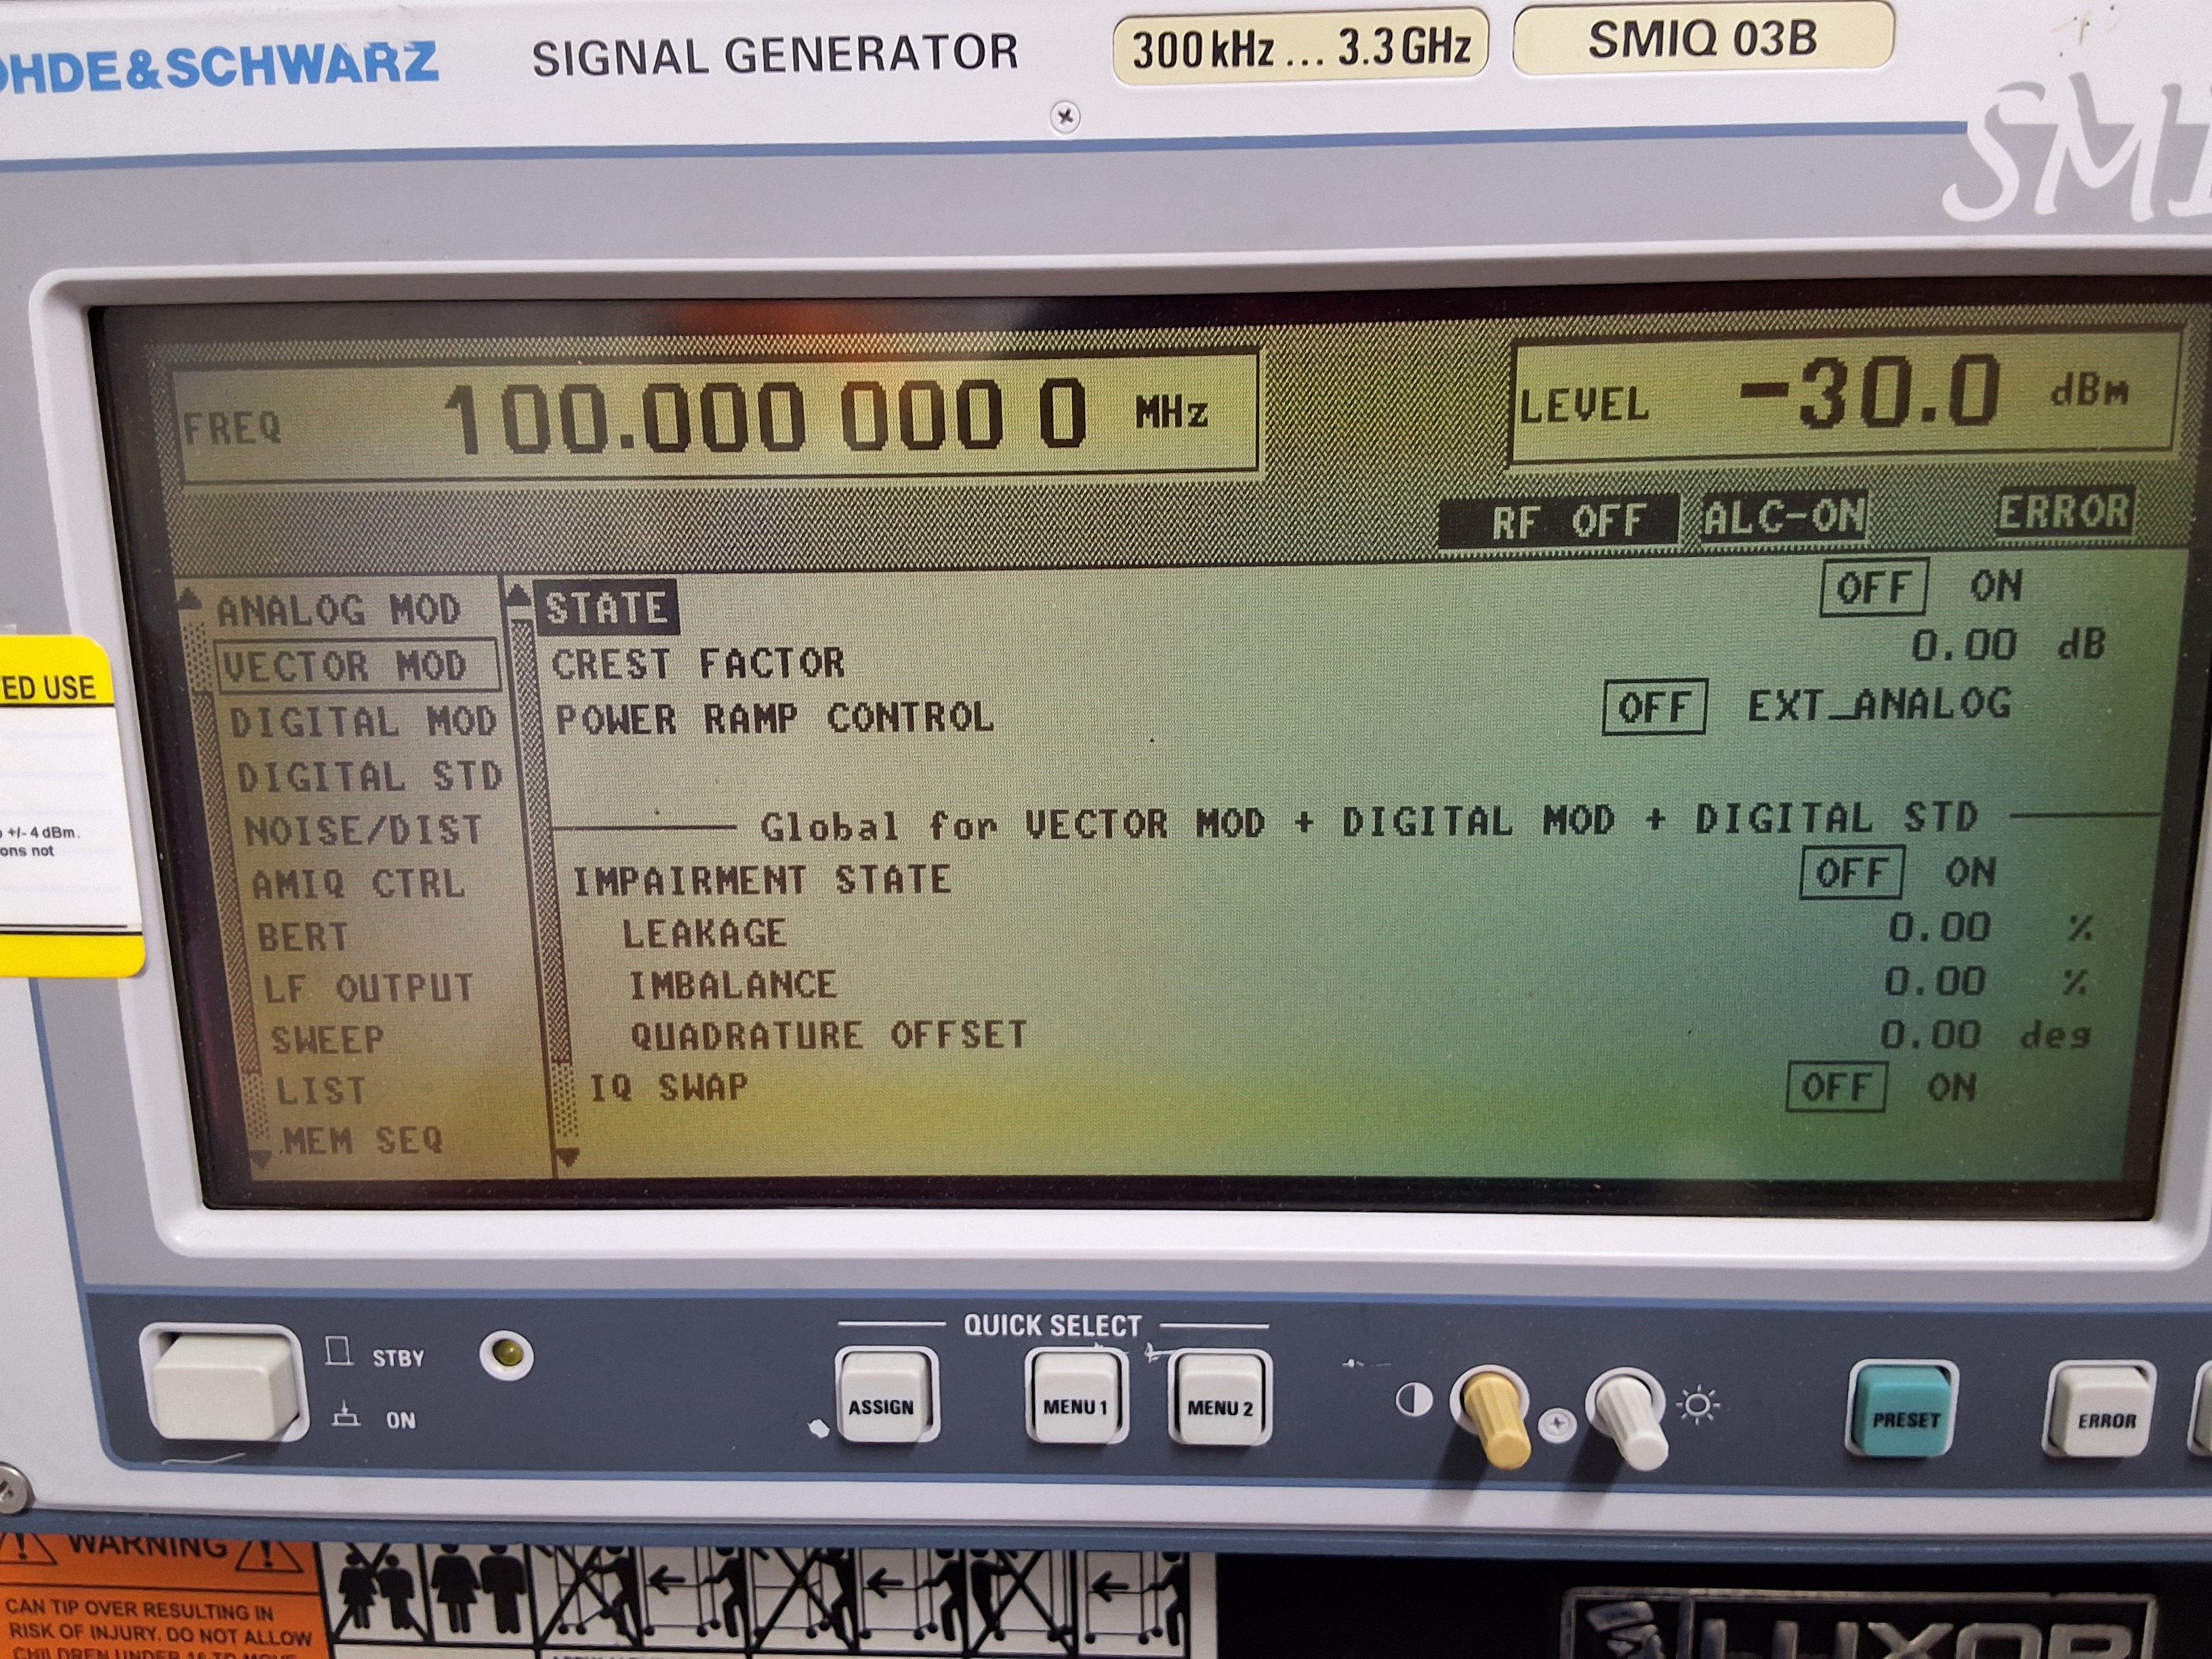 OHDE&SCHWARZ SIGNAL GENERATOR 300 kHz ... 3.3 GHz SMIQ 03B
SMI
FREQ 100.000 000 0 MHz LEVEL -30.0 dBm
RF OFF ALC-ON ERROR
ANALOG MOD
VECTOR MOD
DIGITAL MOD
DIGITAL STD
NOISE/DIST
AMIQ CTRL
BERT
LF OUTPUT
SWEEP
LIST
MEM SEQ
STATE OFF ON
CREST FACTOR 0.00 dB
POWER RAMP CONTROL OFF EXT_ANALOG
Global for VECTOR MOD + DIGITAL MOD + DIGITAL STD
IMPAIRMENT STATE OFF ON
LEAKAGE 0.00 %
IMBALANCE 0.00 %
QUADRATURE OFFSET 0.00 deg
IQ SWAP OFF ON
ED USE
+/- 4 dBm.
ons not
STBY
ON
QUICK SELECT
ASSIGN MENU 1 MENU 2
PRESET ERROR
WARNING
CAN TIP OVER RESULTING IN
RISK OF INJURY. DO NOT ALLOW
CHILDREN UNDER
LUXOR